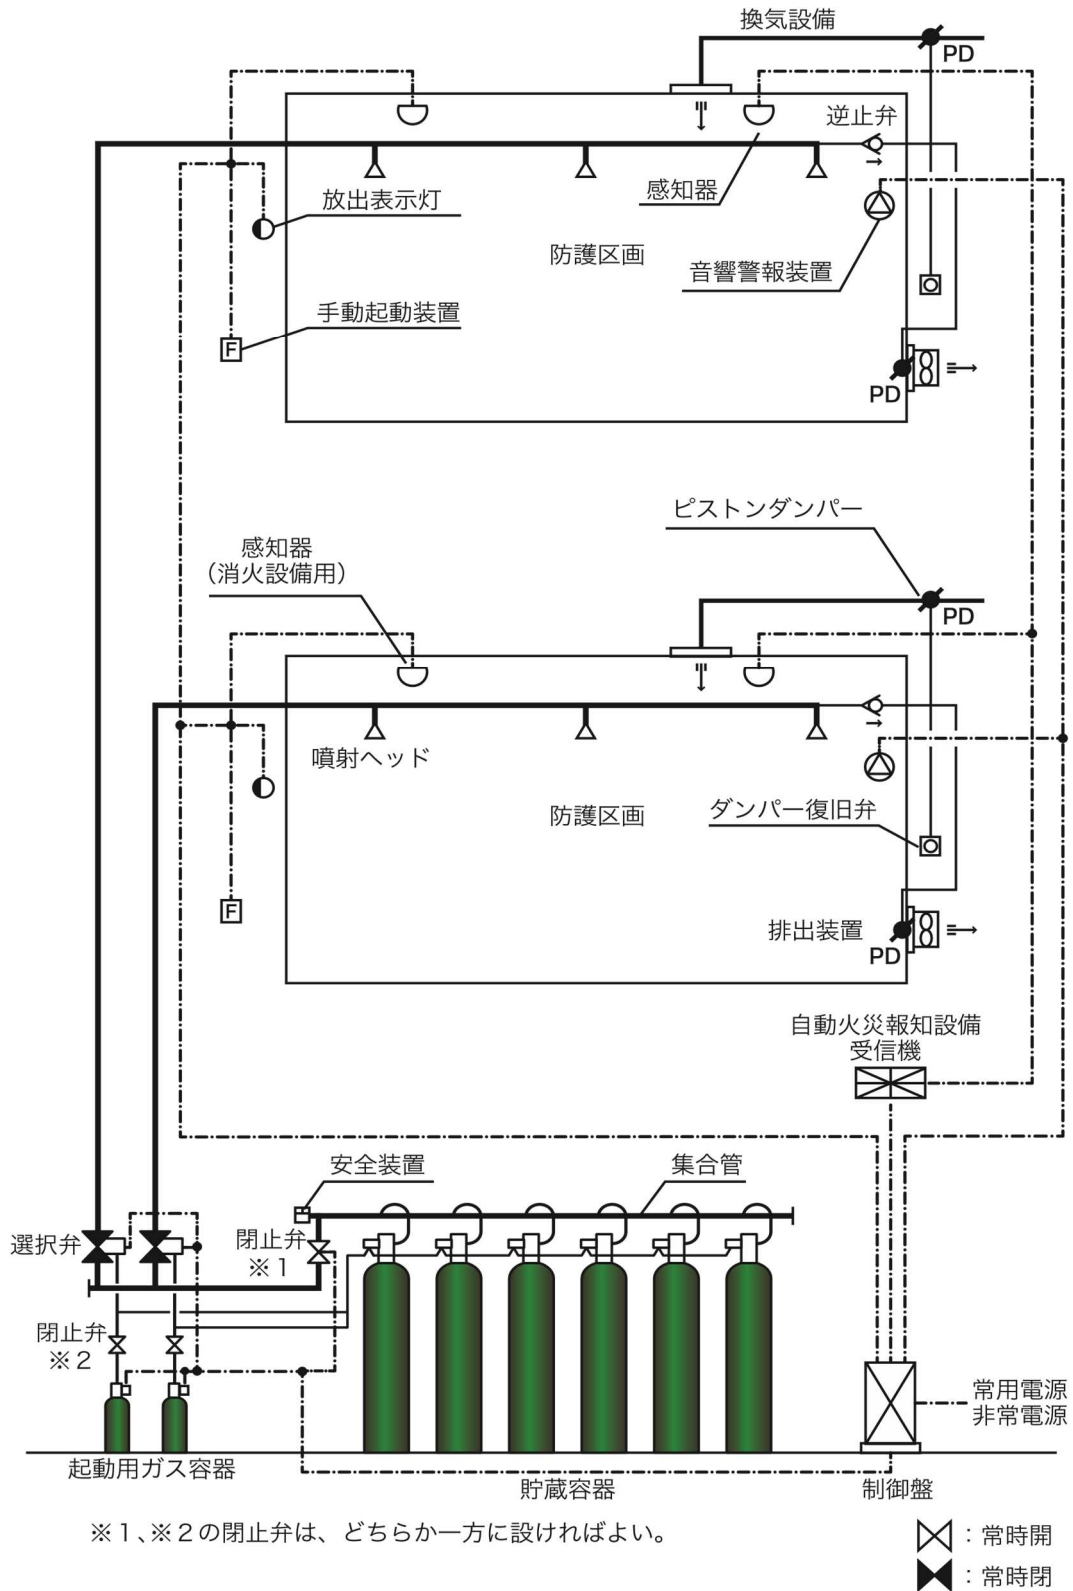 換気設備
PD
逆止弁
感知器
放出表示灯
防護区画
音響警報装置
手動起動装置
F
PD
ピストンダンパー
感知器
（消火設備用）
PD
噴射ヘッド
防護区画
ダンパー復旧弁
F
排出装置
PD
自動火災報知設備
受信機
安全装置
集合管
選択弁
閉止弁
※1
閉止弁
※2
常用電源
非常電源
起動用ガス容器
貯蔵容器
制御盤
※1、※2の閉止弁は、どちらか一方に設ければよい。
：常時開
：常時閉